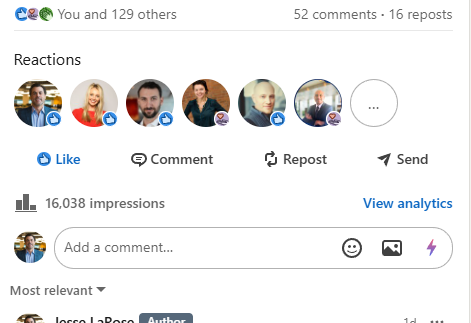 You and 129 others 52 comments · 16 reposts
Reactions
...
Like Comment Repost Send
16,038 impressions View analytics
Add a comment...
Most relevant
Jesse LaRose Author 1d ...